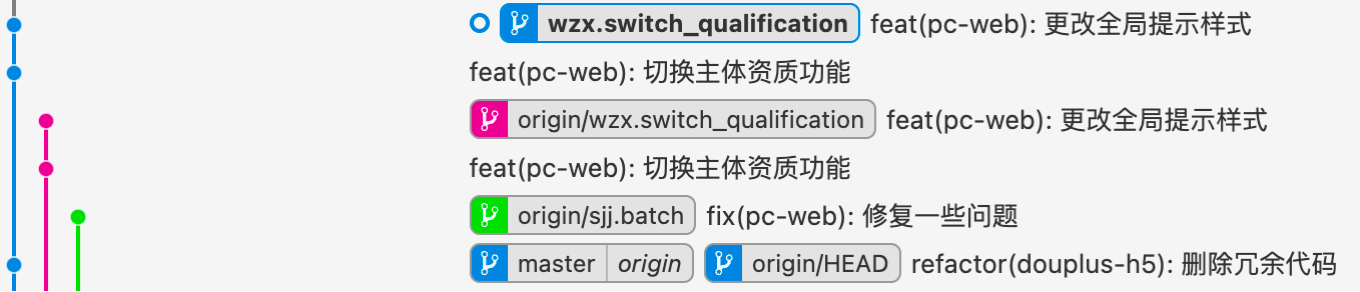 wzx.switch_qualification feat(pc-web): 更改全局提示样式
feat(pc-web): 切换主体资质功能
origin/wzx.switch_qualification feat(pc-web): 更改全局提示样式
feat(pc-web): 切换主体资质功能
origin/sjj.batch fix(pc-web): 修复一些问题
master origin origin/HEAD refactor(douplus-h5): 删除冗余代码